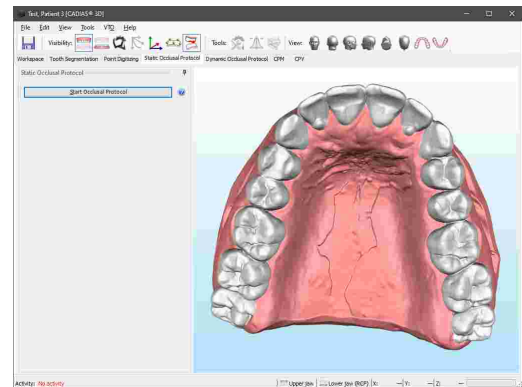 Test, Patient 3 [CADIAS® 3D]
File Edit View Tools VTO Help
Visibility: Tools: View:
Workspace Tooth Segmentation Point Digitizing Static Occlusal Protocol Dynamic Occlusal Protocol CPM CPV
Static Occlusal Protocol
Start Occlusal Protocol
Activity: No activity Upper Jaw Lower Jaw (RCP) X: — Y: — Z: —